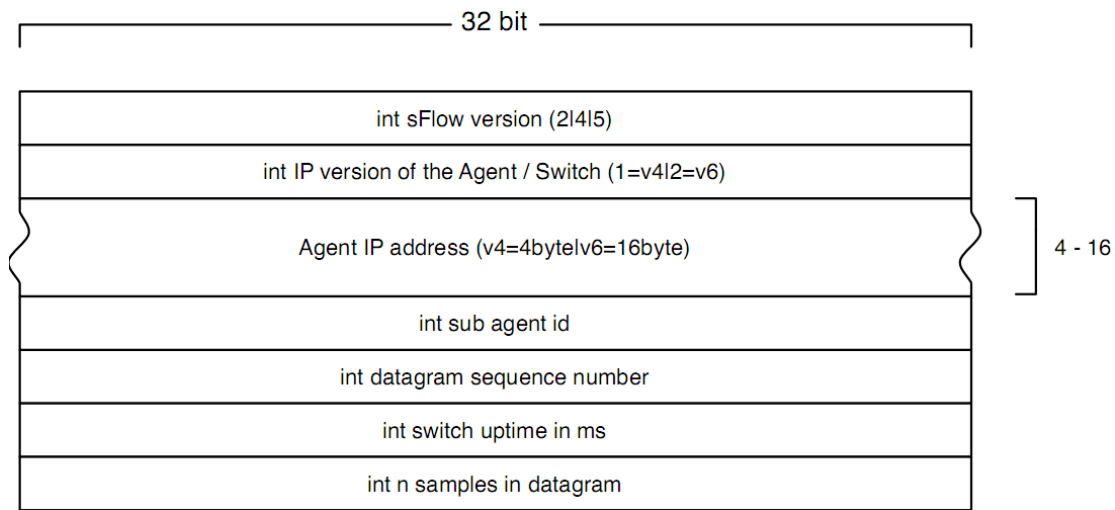 32 bit
int sFlow version (2|4|5)
int IP version of the Agent / Switch (1=v4|2=v6)
Agent IP address (v4=4byte|v6=16byte)
4 - 16
int sub agent id
int datagram sequence number
int switch uptime in ms
int n samples in datagram